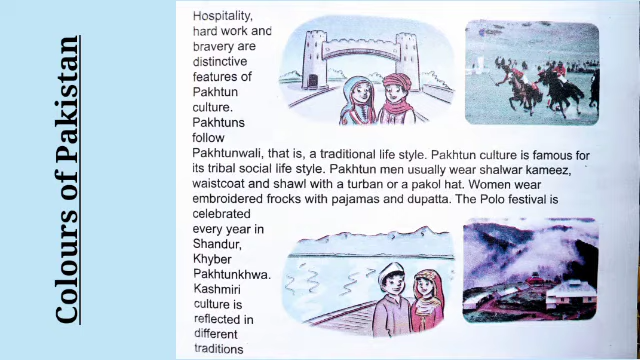 Colours of Pakistan
Hospitality,
hard work and
bravery are
distinctive
features of
Pakhtun
culture.
Pakhtuns
follow
Pakhtunwali, that is, a traditional life style. Pakhtun culture is famous for
its tribal social life style. Pakhtun men usually wear shalwar kameez,
waistcoat and shawl with a turban or a pakol hat. Women wear
embroidered frocks with pajamas and dupatta. The Polo festival is
celebrated
every year in
Shandur,
Khyber
Pakhtunkhwa.
Kashmiri
culture is
reflected in
different
traditions